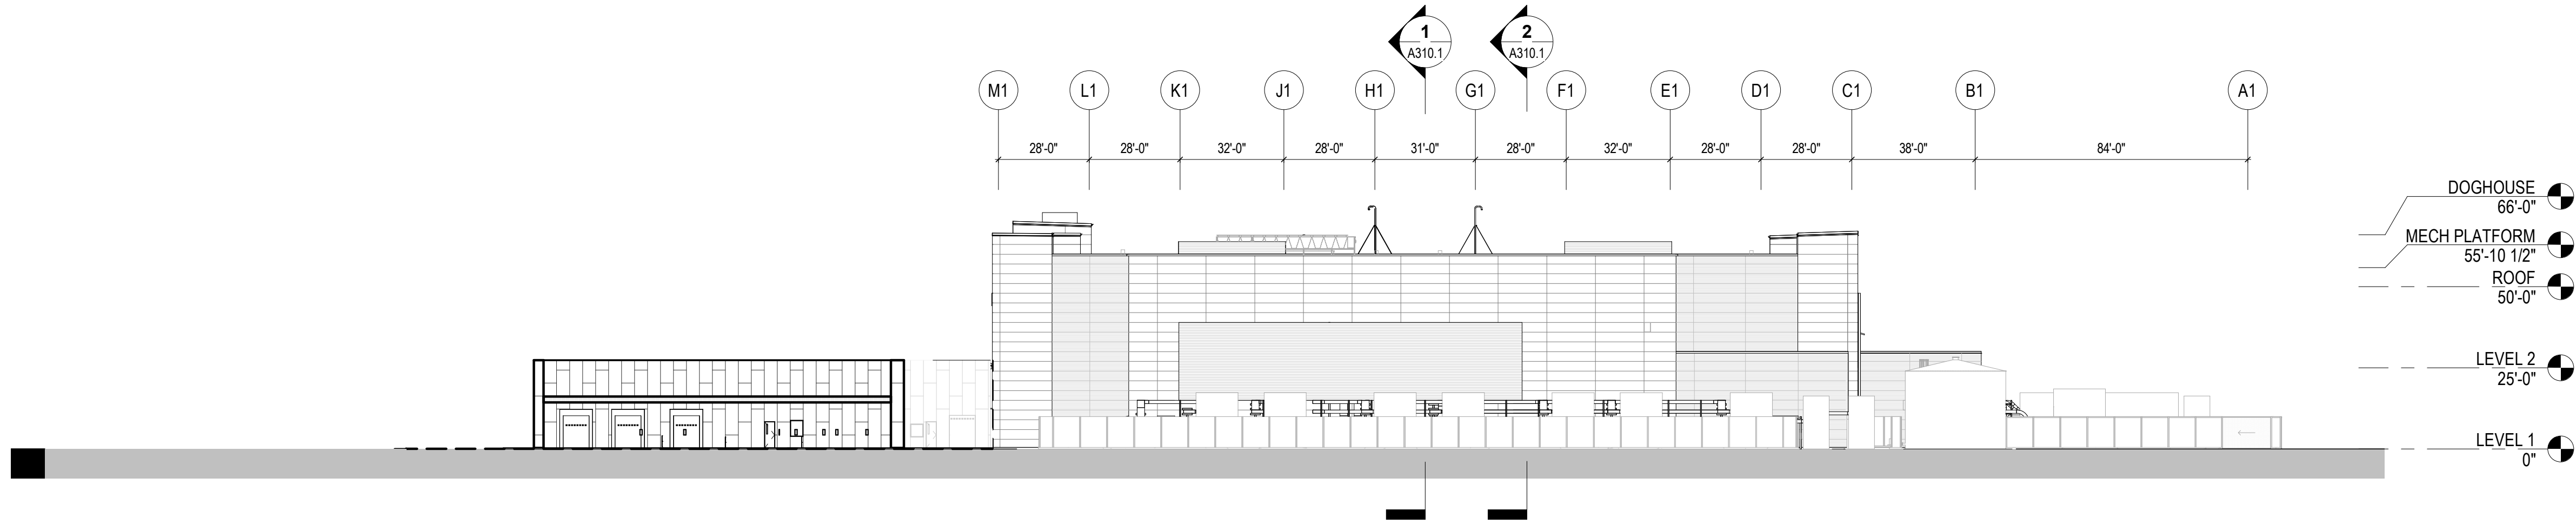 1
A310.1
2
A310.1
M1 L1 K1 J1 H1 G1 F1 E1 D1 C1 B1 A1
28'-0" 28'-0" 32'-0" 28'-0" 31'-0" 28'-0" 32'-0" 28'-0" 28'-0" 38'-0" 84'-0"
DOGHOUSE
66'-0"
MECH PLATFORM
55'-10 1/2"
ROOF
50'-0"
LEVEL 2
25'-0"
LEVEL 1
0"